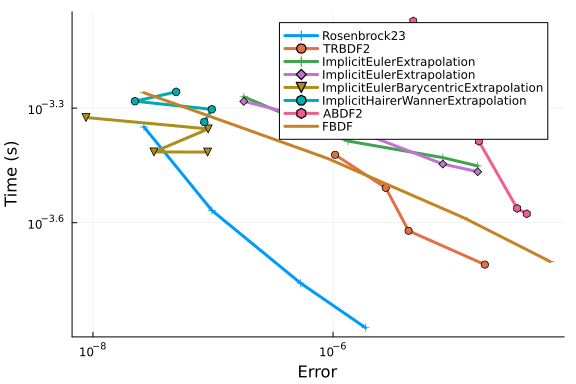 Rosenbrock23
TRBDF2
ImplicitEulerExtrapolation
ImplicitEulerExtrapolation
ImplicitEulerBarycentricExtrapolation
ImplicitHairerWannerExtrapolation
ABDF2
FBDF
Time (s)
10⁻³·³
10⁻³·⁶
10⁻⁸
10⁻⁶
Error